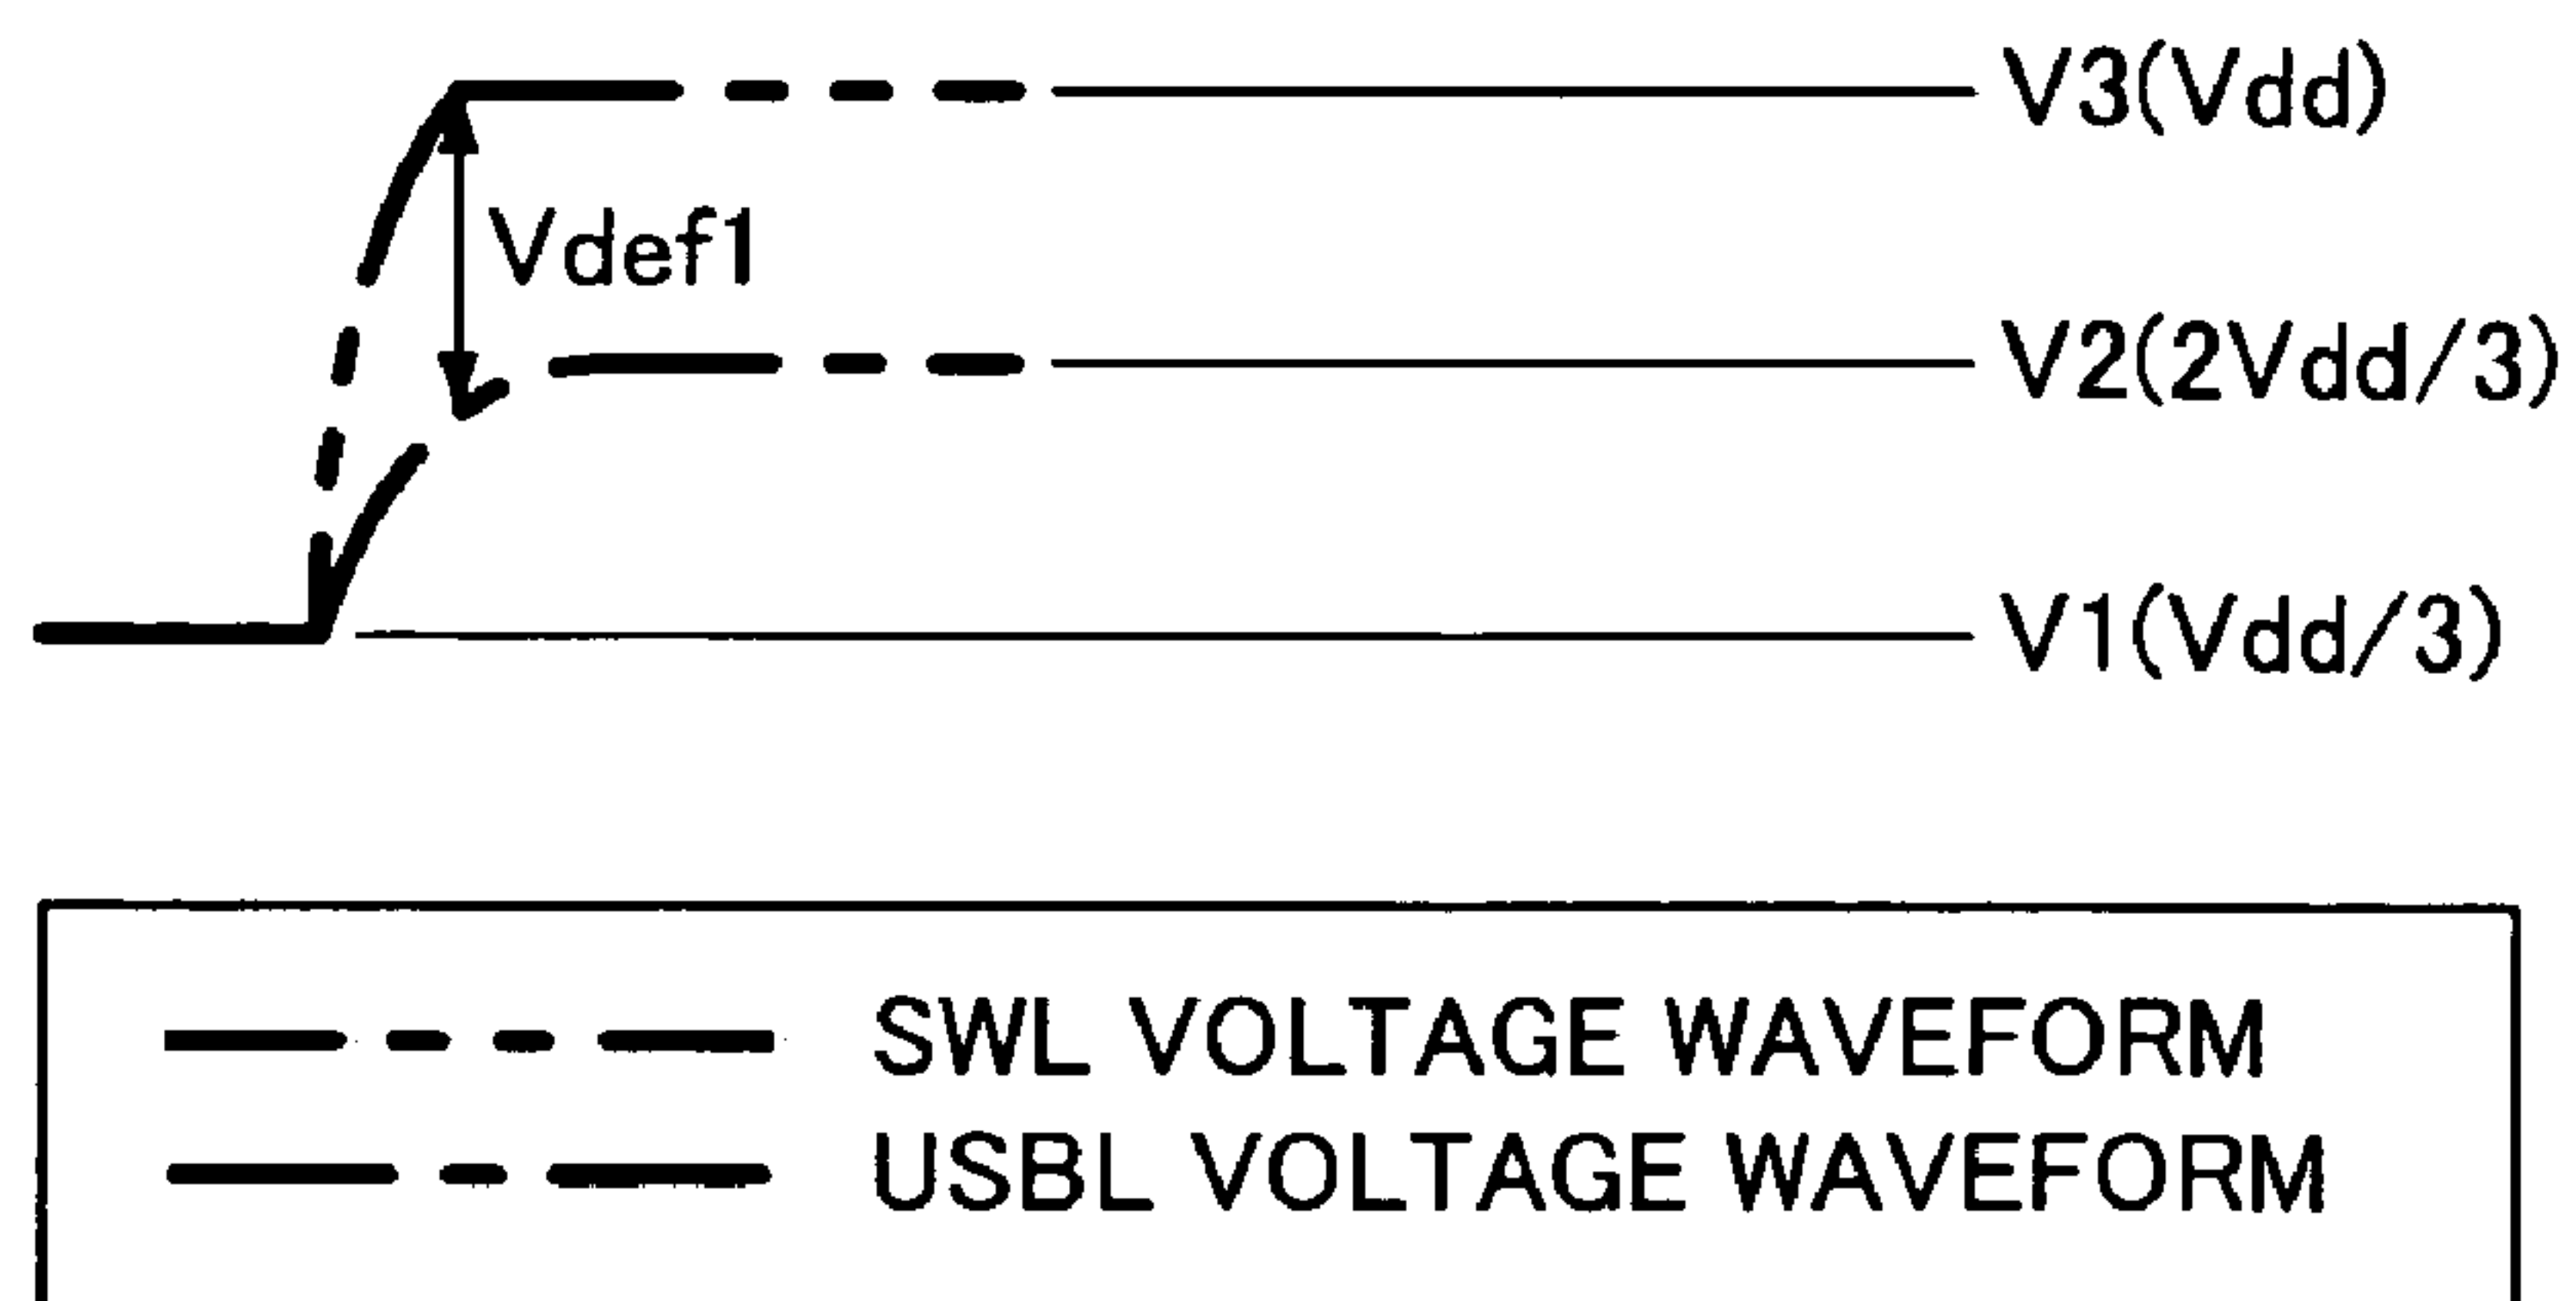 V3(Vdd)
Vdef1
V2(2Vdd/3)
V1(Vdd/3)
SWL VOLTAGE WAVEFORM
USBL VOLTAGE WAVEFORM